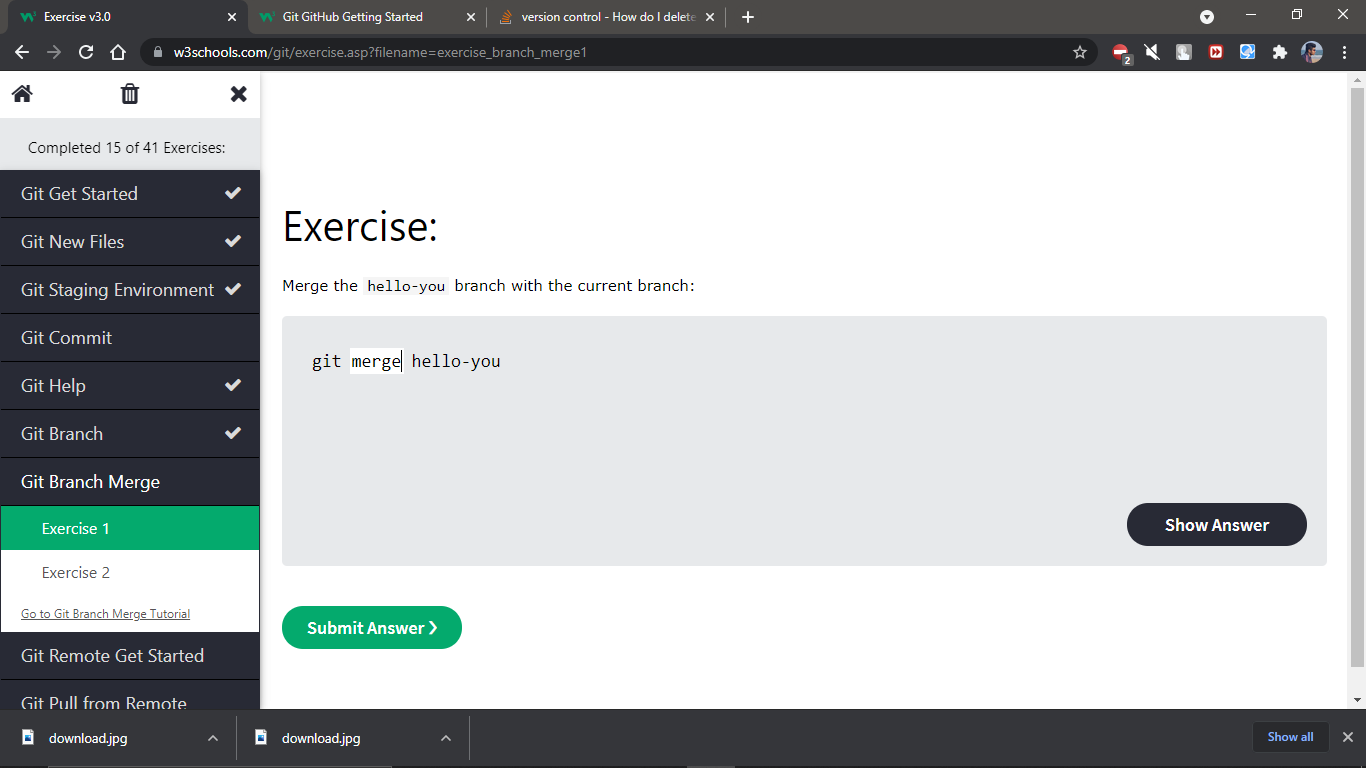 Exercise v3.0
Git GitHub Getting Started
version control - How do I delete
w3schools.com/git/exercise.asp?filename=exercise_branch_merge1
2
Completed 15 of 41 Exercises:
Git Get Started
Git New Files
Git Staging Environment
Git Commit
Git Help
Git Branch
Git Branch Merge
Exercise 1
Exercise 2
Go to Git Branch Merge Tutorial
Git Remote Get Started
Git Pull from Remote
Exercise:
Merge the hello-you branch with the current branch:
git merge hello-you
Show Answer
Submit Answer ❯
download.jpg
download.jpg
Show all